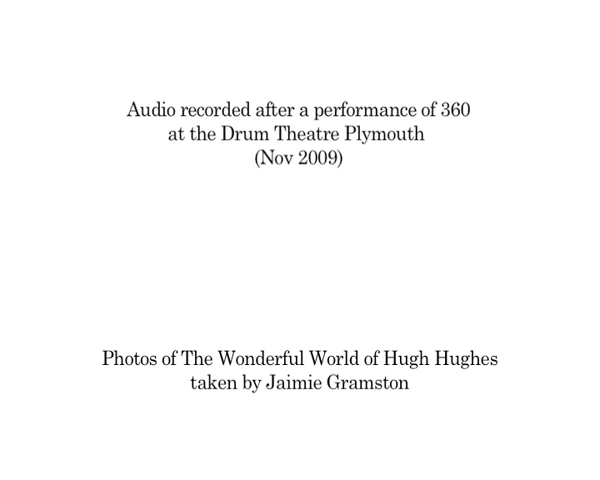 Audio recorded after a performance of 360
at the Drum Theatre Plymouth
(Nov 2009)
Photos of The Wonderful World of Hugh Hughes
taken by Jaimie Gramston